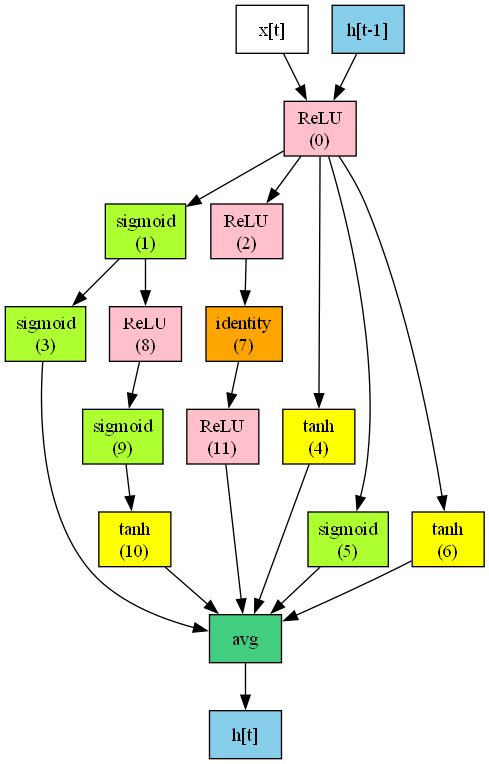 x[t]
h[t-1]
ReLU
(0)
sigmoid
(1)
ReLU
(2)
sigmoid
(3)
ReLU
(8)
identity
(7)
sigmoid
(9)
ReLU
(11)
tanh
(4)
tanh
(10)
sigmoid
(5)
tanh
(6)
avg
h[t]